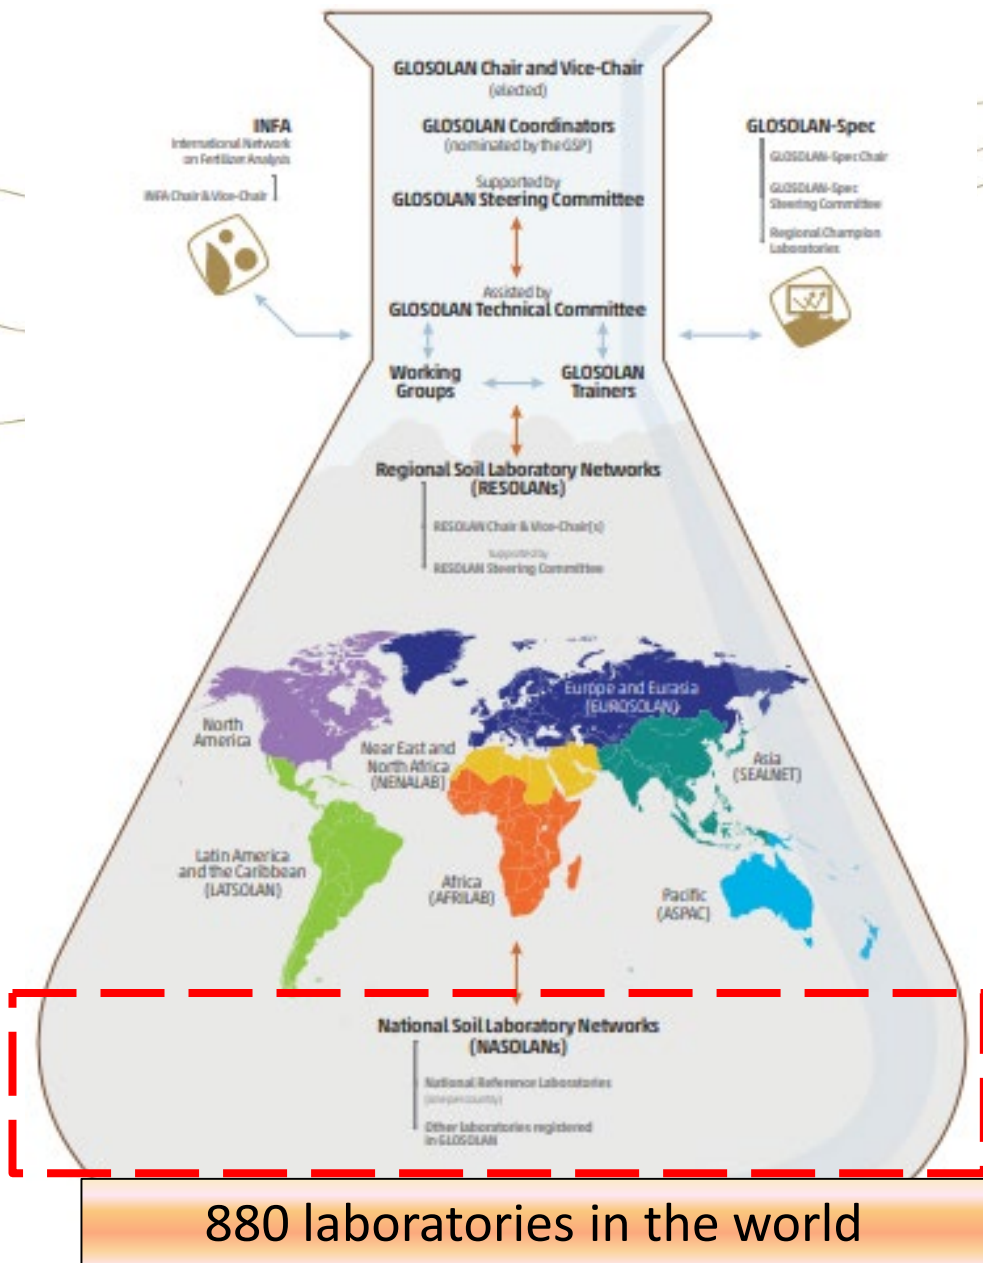 GLOSOLAN Chair and Vice-Chair
(elected)
GLOSOLAN Coordinators
(nominated by the GSP)
Supported by
GLOSOLAN Steering Committee
Assisted by
GLOSOLAN Technical Committee
Working
Groups
GLOSOLAN
Trainers
INFA
International Network
on Fertilizer Analysis
INFA Chair & Vice-Chair
GLOSOLAN-Spec
GLOSOLAN-Spec Chair
GLOSOLAN-Spec
Steering Committee
Regional Champion
Laboratories
Regional Soil Laboratory Networks
(RESOLANs)
RESOLAN Chair & Vice-Chair(s)
Supported by
RESOLAN Steering Committee
North
America
Europe and Eurasia
(EUROSOLAN)
Near East and
North Africa
(NENALAB)
Asia
(SEALNET)
Latin America
and the Caribbean
(LATSOLAN)
Africa
(AFRILAB)
Pacific
(ASPAC)
National Soil Laboratory Networks
(NASOLANs)
National Reference Laboratories
(one per country)
Other laboratories registered
in GLOSOLAN
880 laboratories in the world